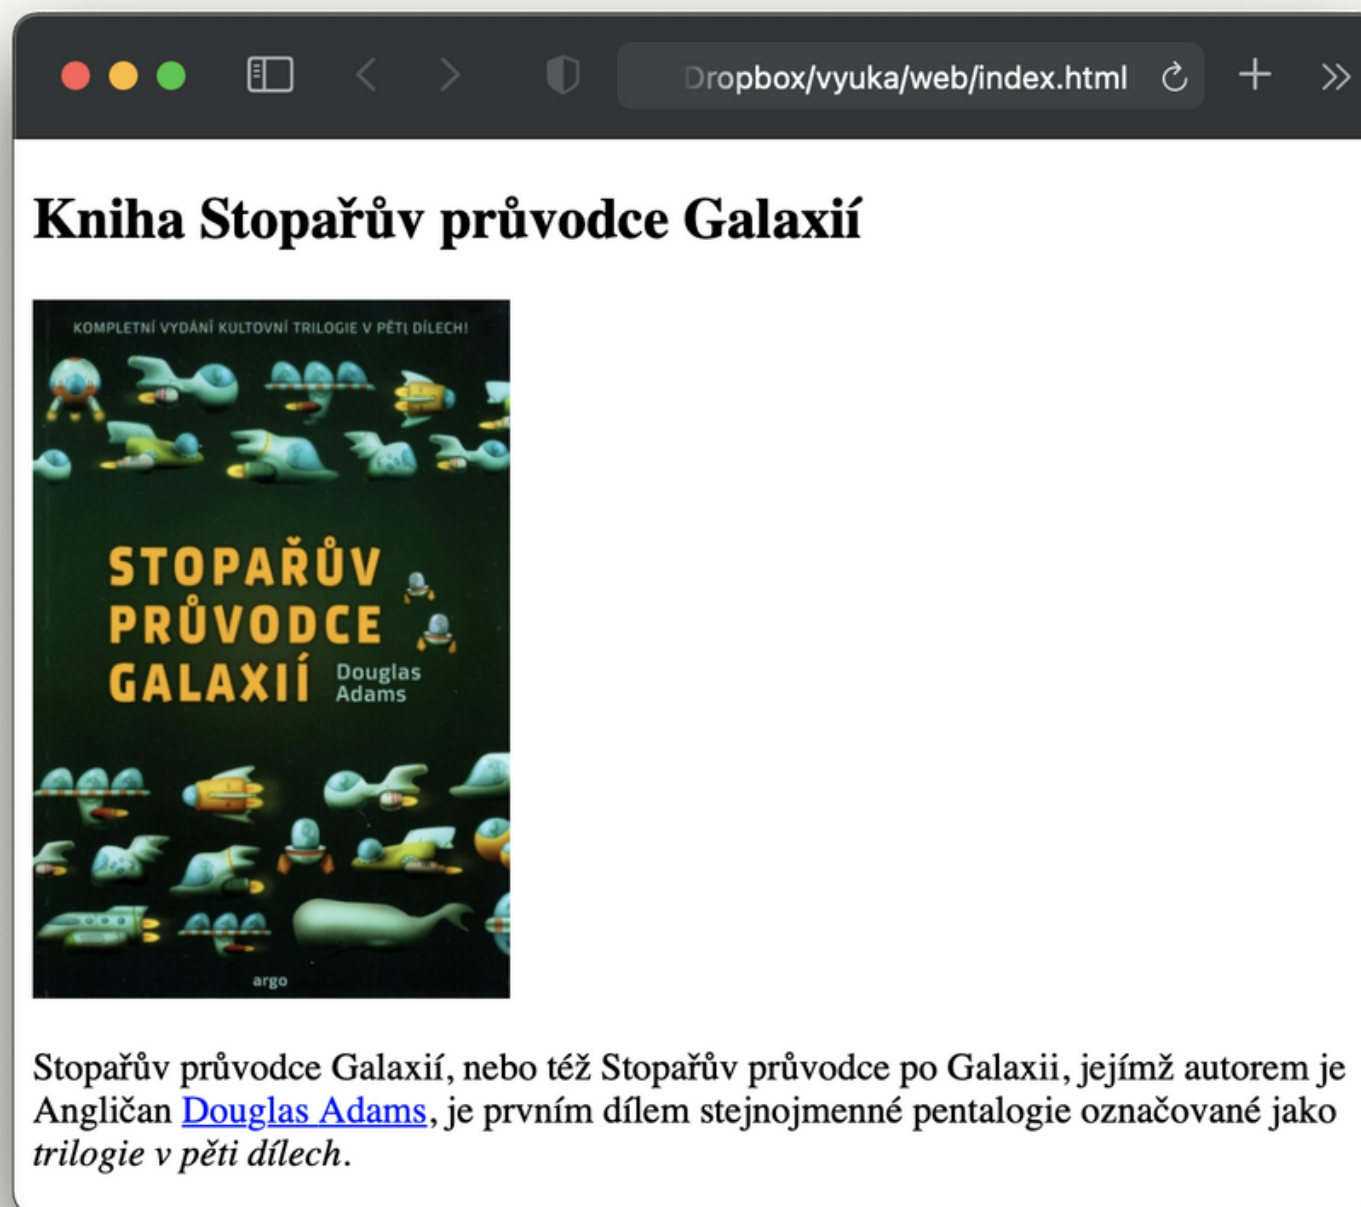 Dropbox/vyuka/web/index.html
Kniha Stopařův průvodce Galaxií
KOMPLETNÍ VYDÁNÍ KULTOVNÍ TRILOGIE V PĚTI DÍLECH!
STOPAŘŮV
PRŮVODCE
GALAXIÍ
Douglas
Adams
argo
Stopařův průvodce Galaxií, nebo též Stopařův průvodce po Galaxii, jejímž autorem je
Angličan Douglas Adams, je prvním dílem stejnojmenné pentalogie označované jako
trilogie v pěti dílech.